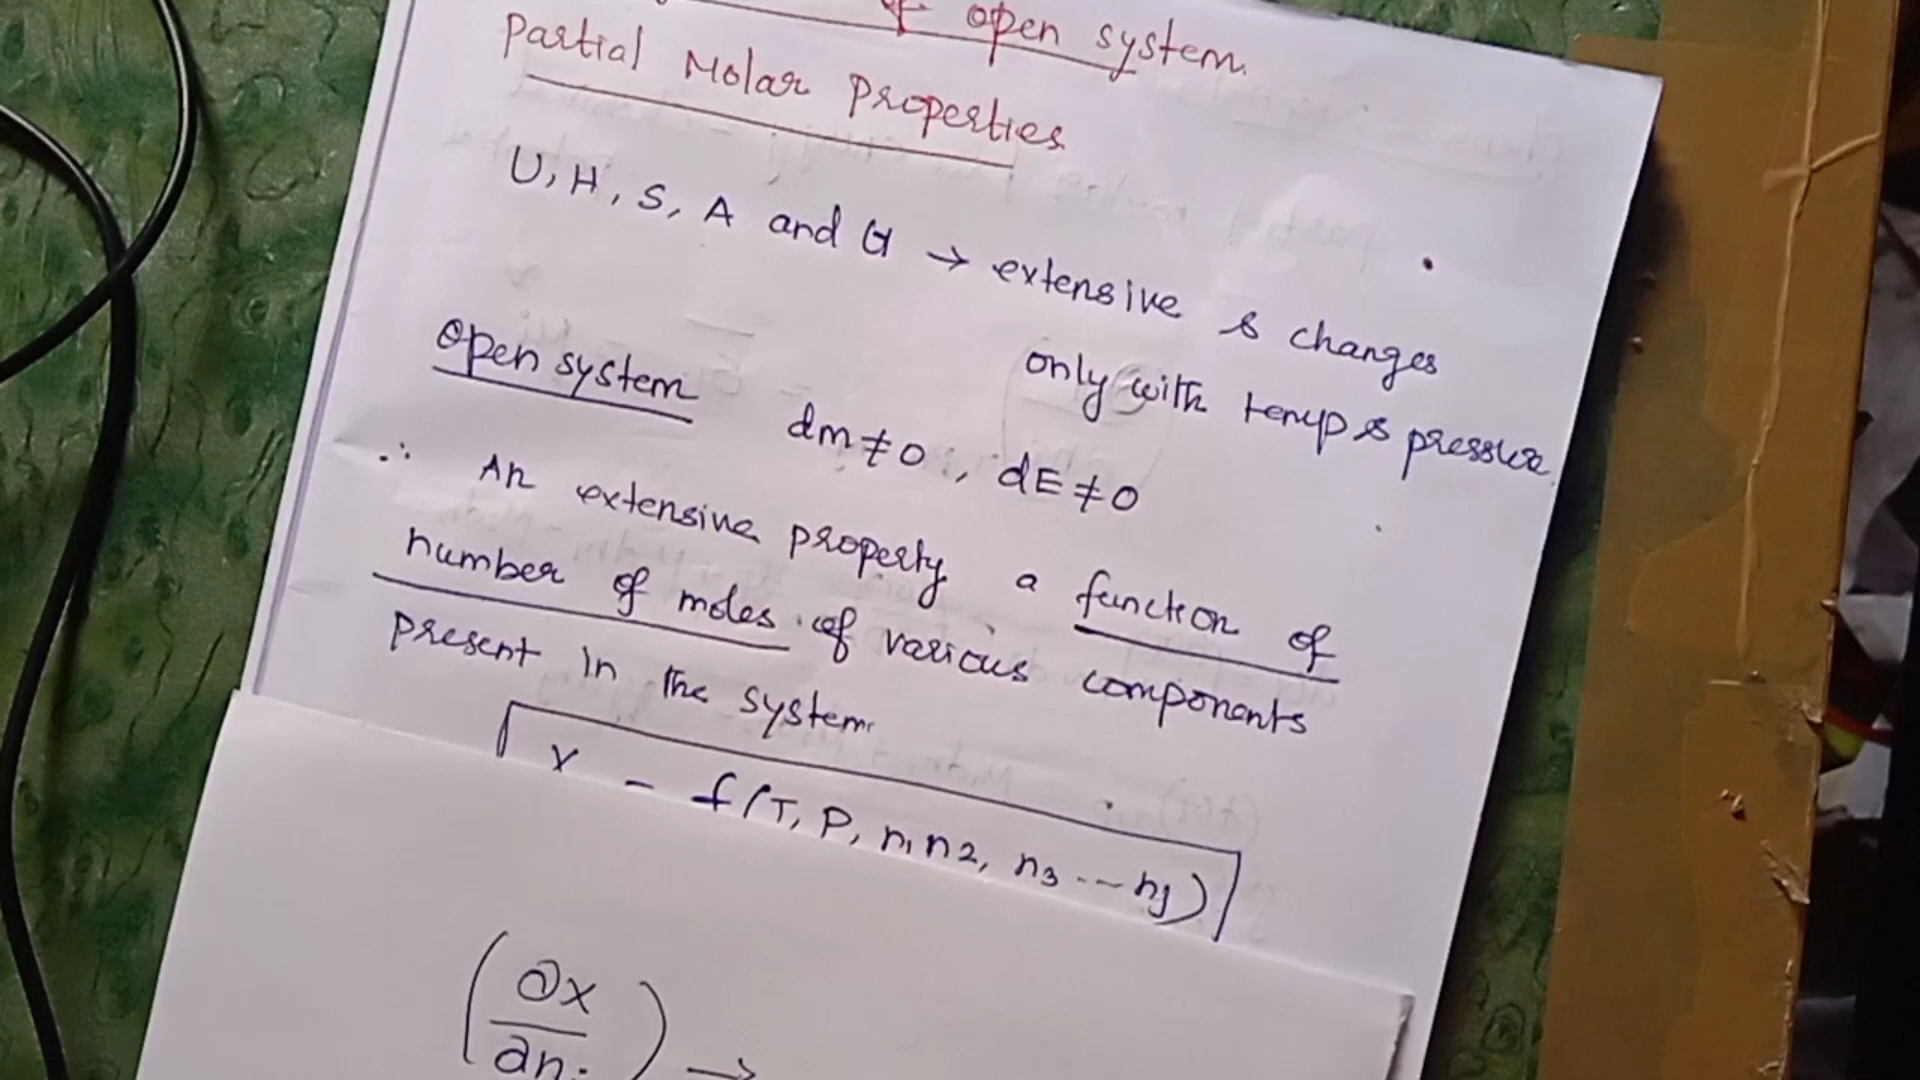 of open system.
Partial Molar Properties
U, H, S, A and G → extensive & changes
only with temp & pressure.
Open system dm≠0, dE≠0
∴ An extensive property a function of
number of moles of various components
present in the system.
X = f(T, P, n1 n2, n3 ... nj)
(∂X/∂ni) →